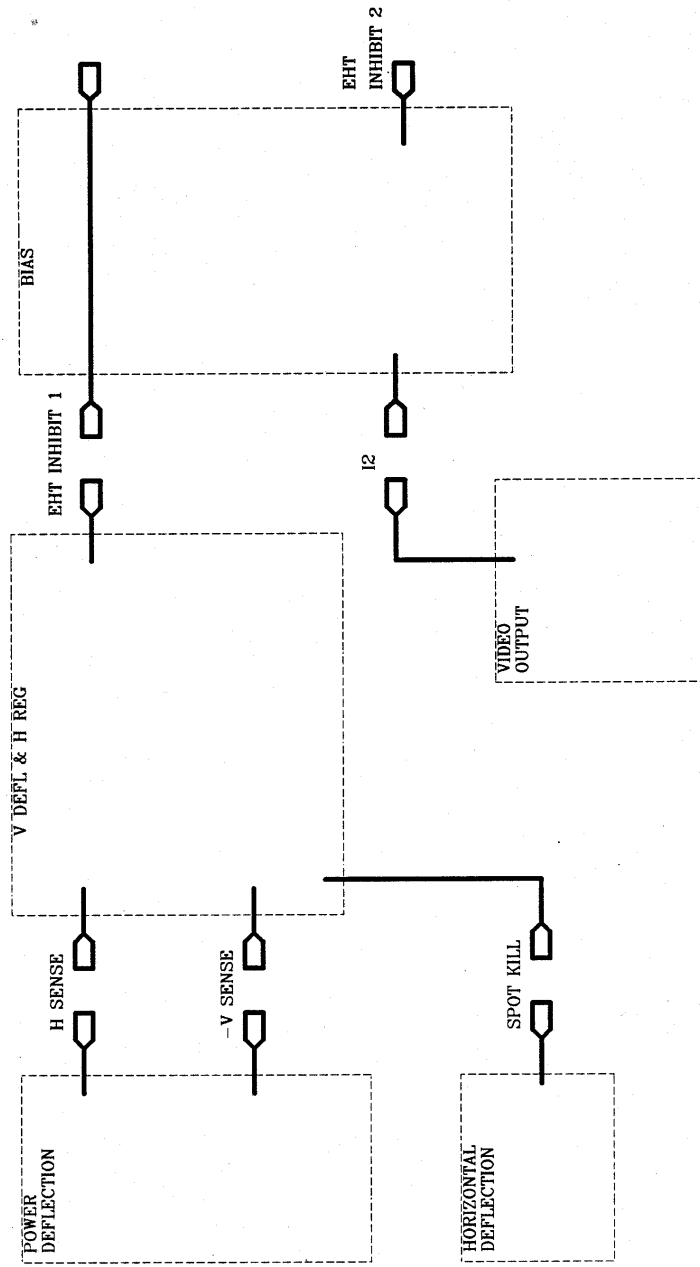 POWER
DEFLECTION
H SENSE
-V SENSE
HORIZONTAL
DEFLECTION
SPOT KILL
V DEFL & H REG
EHT INHIBIT 1
VIDEO
OUTPUT
I2
BIAS
EHT
INHIBIT 2